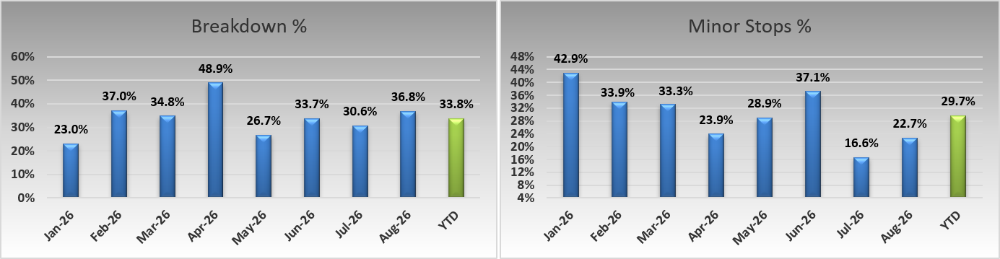 Breakdown %
60%
50%
40%
30%
20%
10%
0%
23.0%
37.0%
34.8%
48.9%
26.7%
33.7%
30.6%
36.8%
33.8%
Jan-26
Feb-26
Mar-26
Apr-26
May-26
Jun-26
Jul-26
Aug-26
YTD
Minor Stops %
48%
44%
40%
36%
32%
28%
24%
20%
16%
12%
8%
4%
42.9%
33.9%
33.3%
23.9%
28.9%
37.1%
16.6%
22.7%
29.7%
Jan-26
Feb-26
Mar-26
Apr-26
May-26
Jun-26
Jul-26
Aug-26
YTD